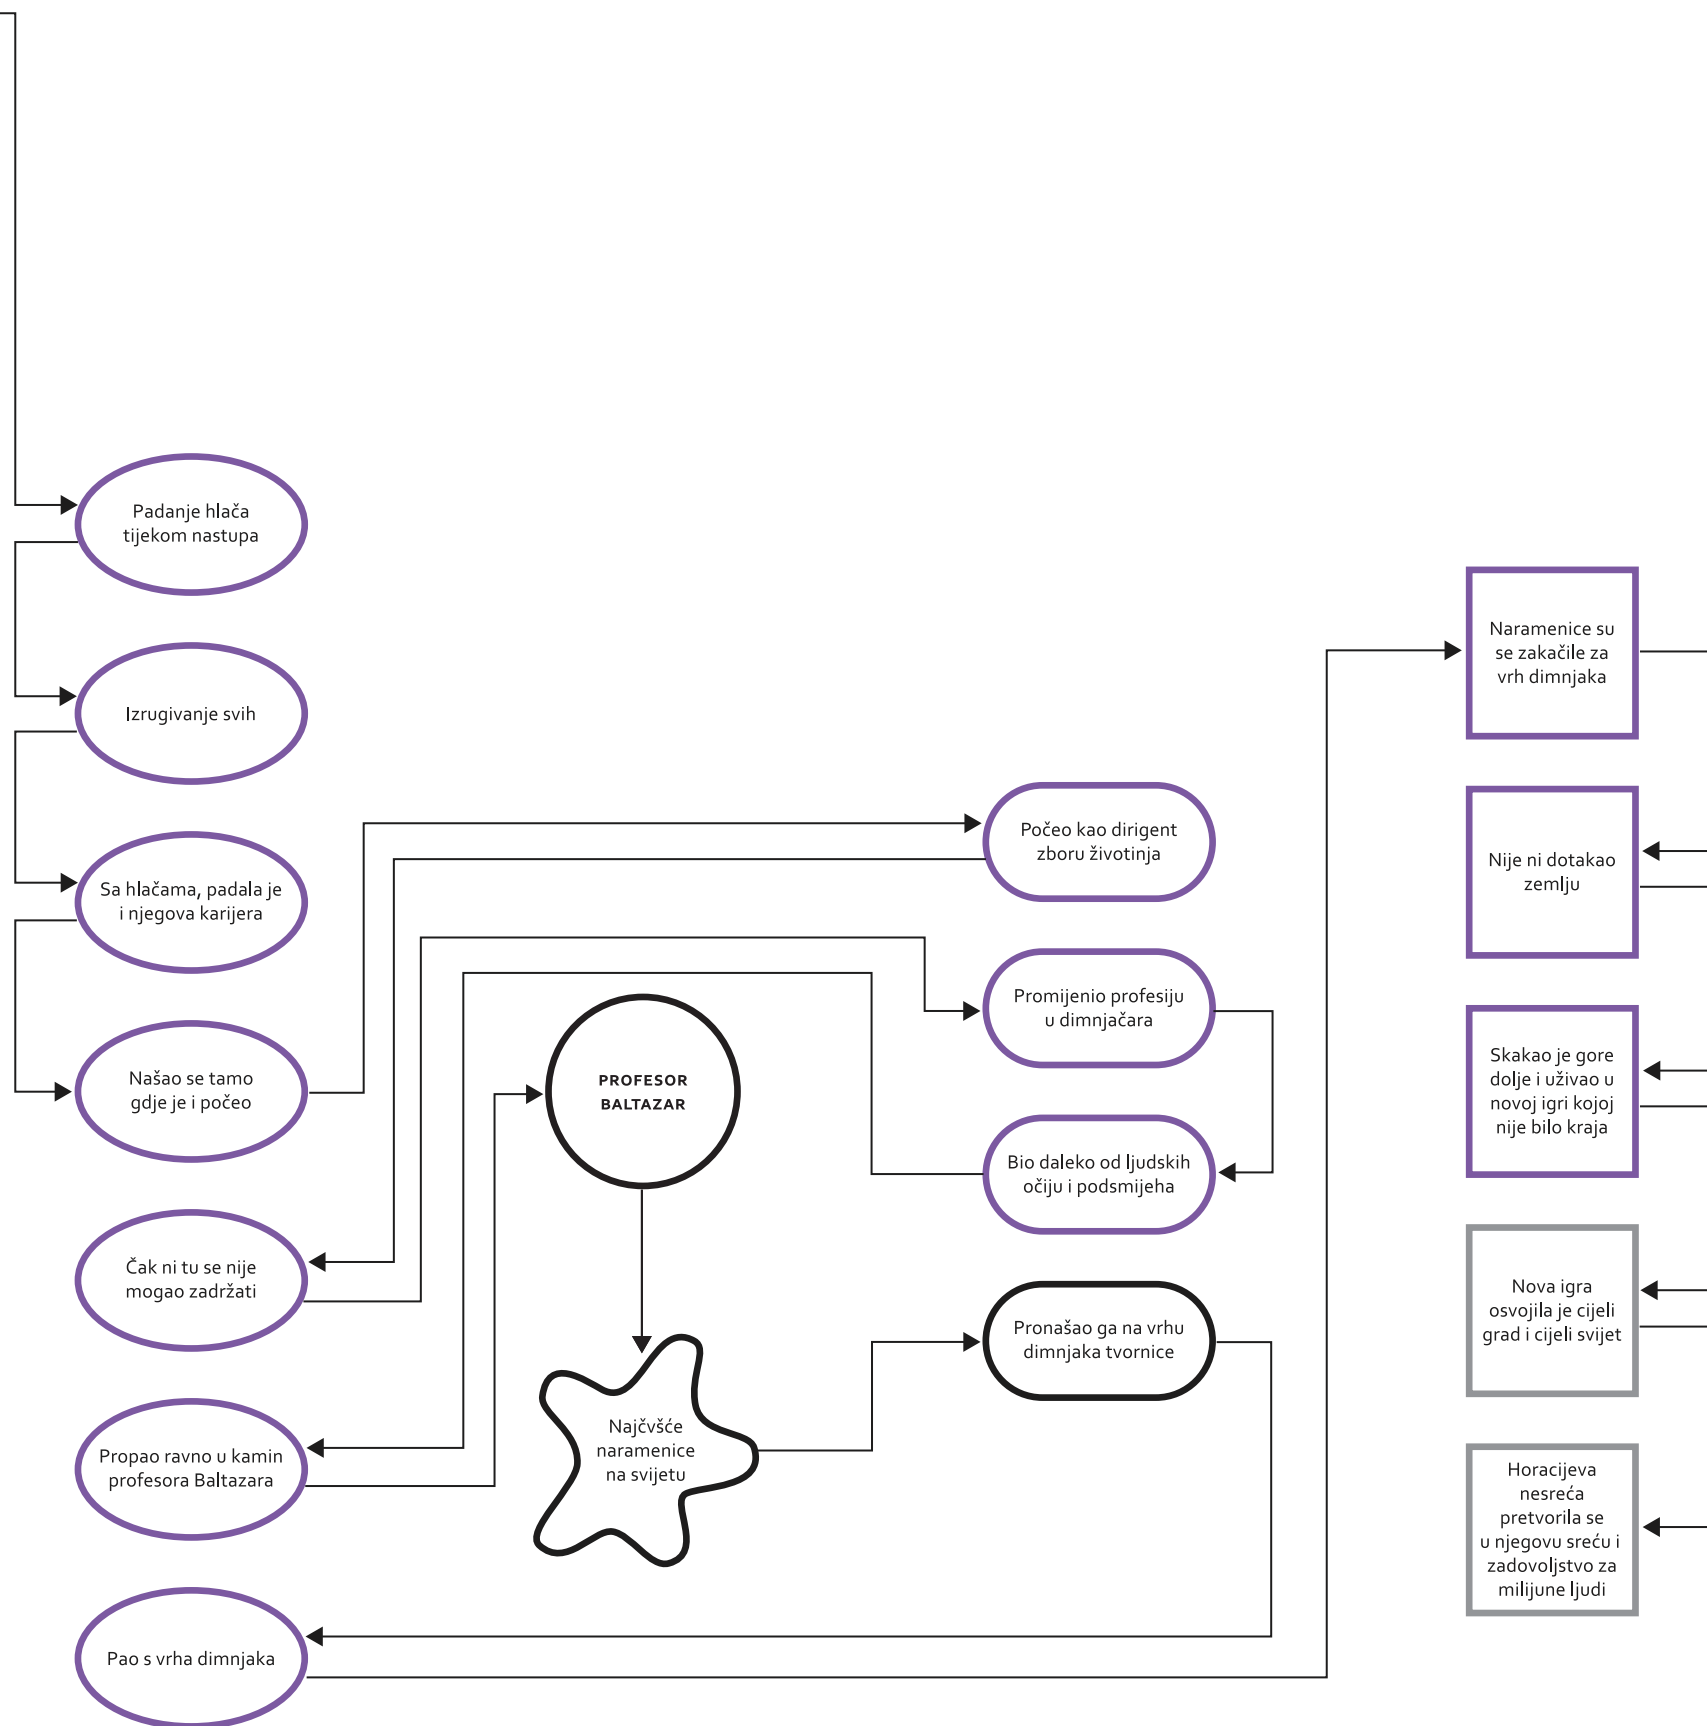 Padanje hlača
tijekom nastupa
Izrugivanje svih
Sa hlačama, padala je
i njegova karijera
Našao se tamo
gdje je i počeo
Čak ni tu se nije
mogao zadržati
Propao ravno u kamin
profesora Baltazara
Pao s vrha dimnjaka
PROFESOR
BALTAZAR
Najčvšće
naramenice
na svijetu
Počeo kao dirigent
zboru životinja
Promijenio profesiju
u dimnjačara
Bio daleko od ljudskih
očiju i podsmijeha
Pronašao ga na vrhu
dimnjaka tvornice
Naramenice su
se zakačile za
vrh dimnjaka
Nije ni dotakao
zemlju
Skakao je gore
dolje i uživao u
novoj igri kojoj
nije bilo kraja
Nova igra
osvojila je cijeli
grad i cijeli svijet
Horacijeva
nesreća
pretvorila se
u njegovu sreću i
zadovoljstvo za
milijune ljudi